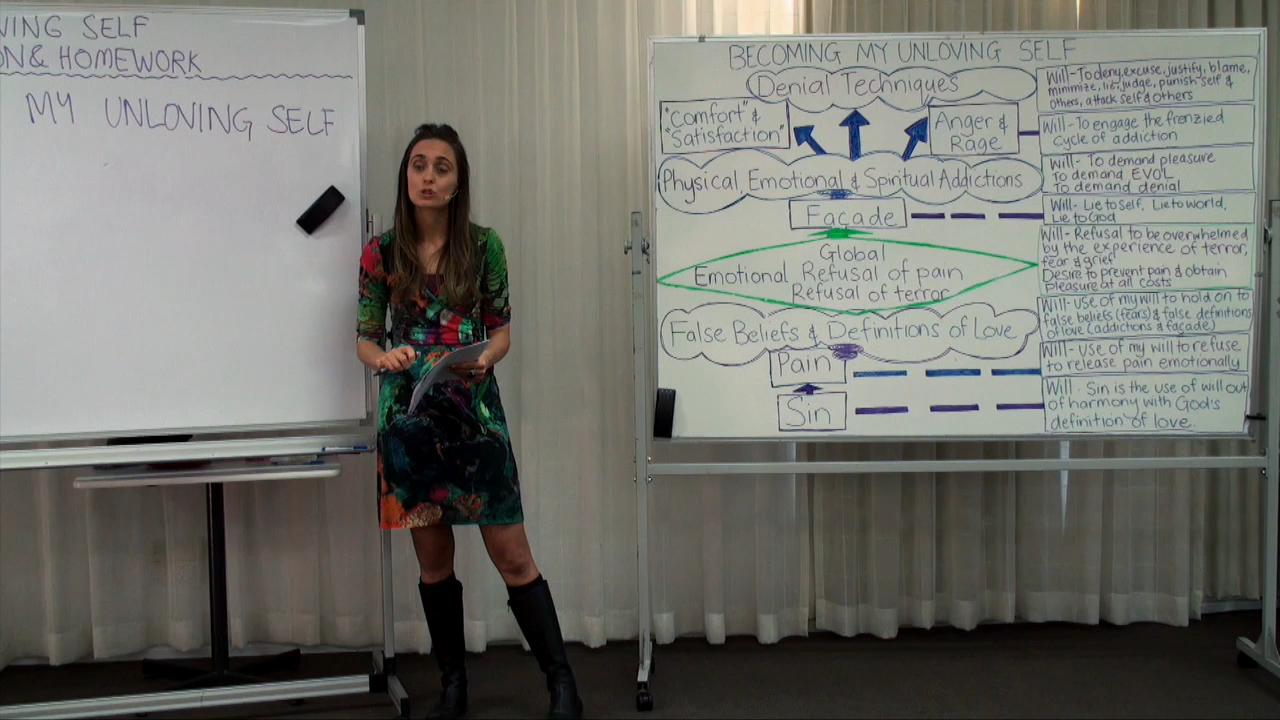 VING SELF
ON & HOMEWORK
MY UNLOVING SELF
BECOMING MY UNLOVING SELF
Denial Techniques
"Comfort" &
"Satisfaction"
Anger &
Rage
Physical, Emotional & Spiritual Addictions
Façade
Global
Emotional Refusal of pain
Refusal of terror
False Beliefs & Definitions of Love
Pain
Sin
Will - To deny, excuse, justify, blame,
minimize, lie, judge, punish self &
others, attack self & others
Will - To engage the frenzied
cycle of addiction
Will - To demand pleasure
To demand EVOL
To demand denial
Will - Lie to self, Lie to world,
Lie to God
Will - Refusal to be overwhelmed
by the experience of terror,
fear & grief
Desire to prevent pain & obtain
pleasure at all costs
Will - Use of my will to hold on to
false beliefs (fears) & false definitions
of love (addictions & façade)
Will - Use of my will to refuse
to release pain emotionally
Will - Sin is the use of will out
of harmony with God's
definition of love.